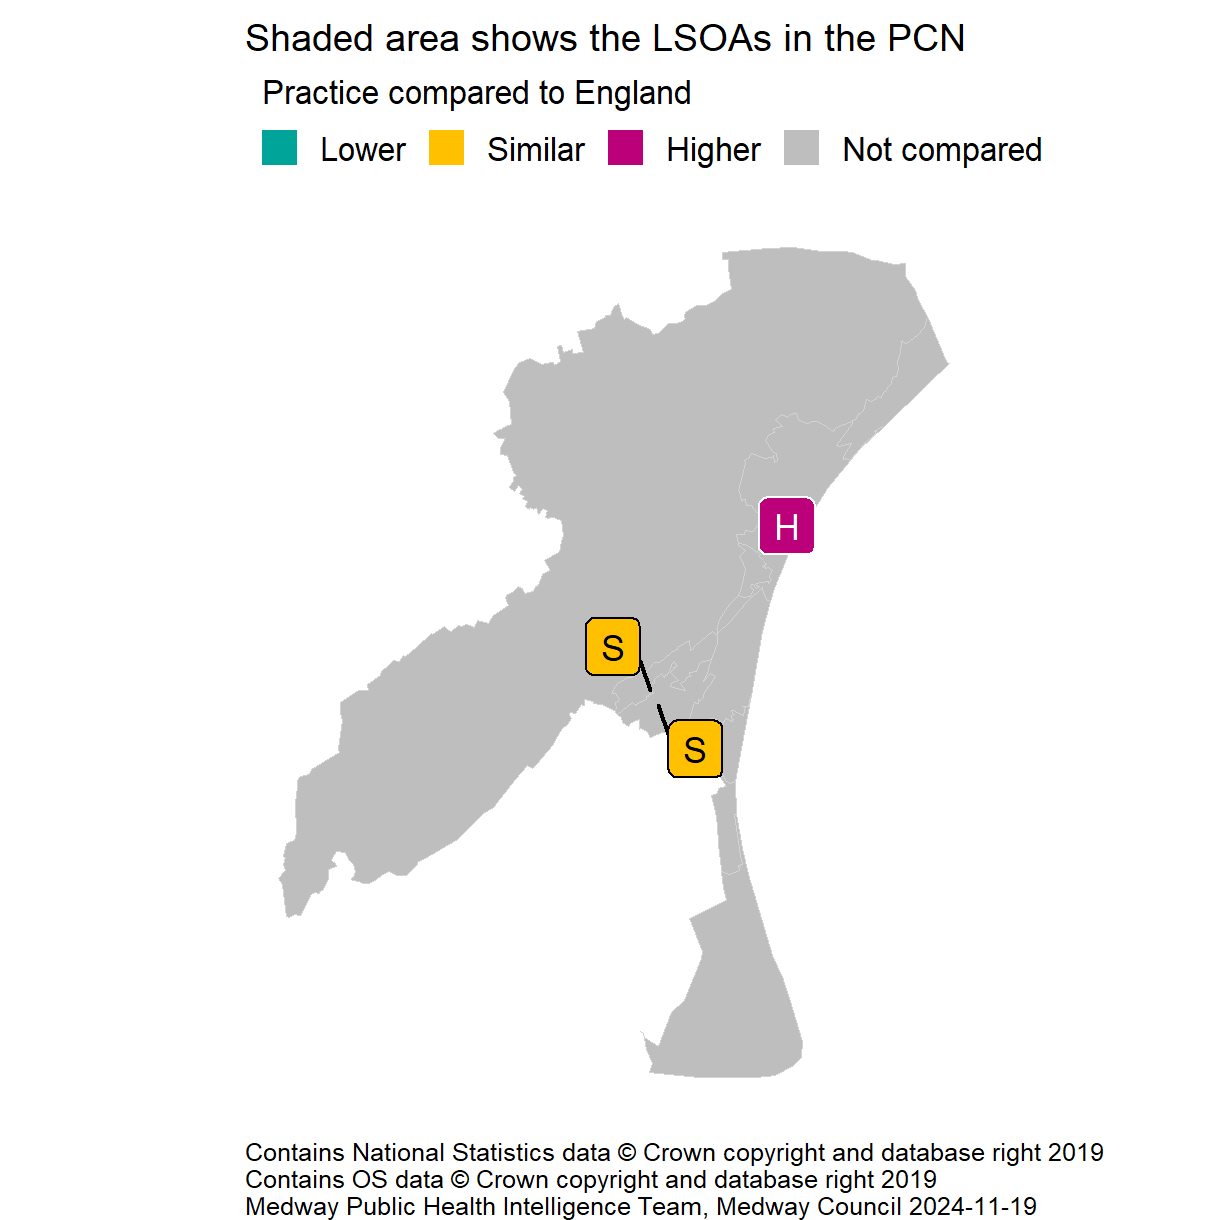 Shaded area shows the LSOAs in the PCN
Practice compared to England
Lower Similar Higher Not compared
H
S
S
Contains National Statistics data © Crown copyright and database right 2019
Contains OS data © Crown copyright and database right 2019
Medway Public Health Intelligence Team, Medway Council 2024-11-19